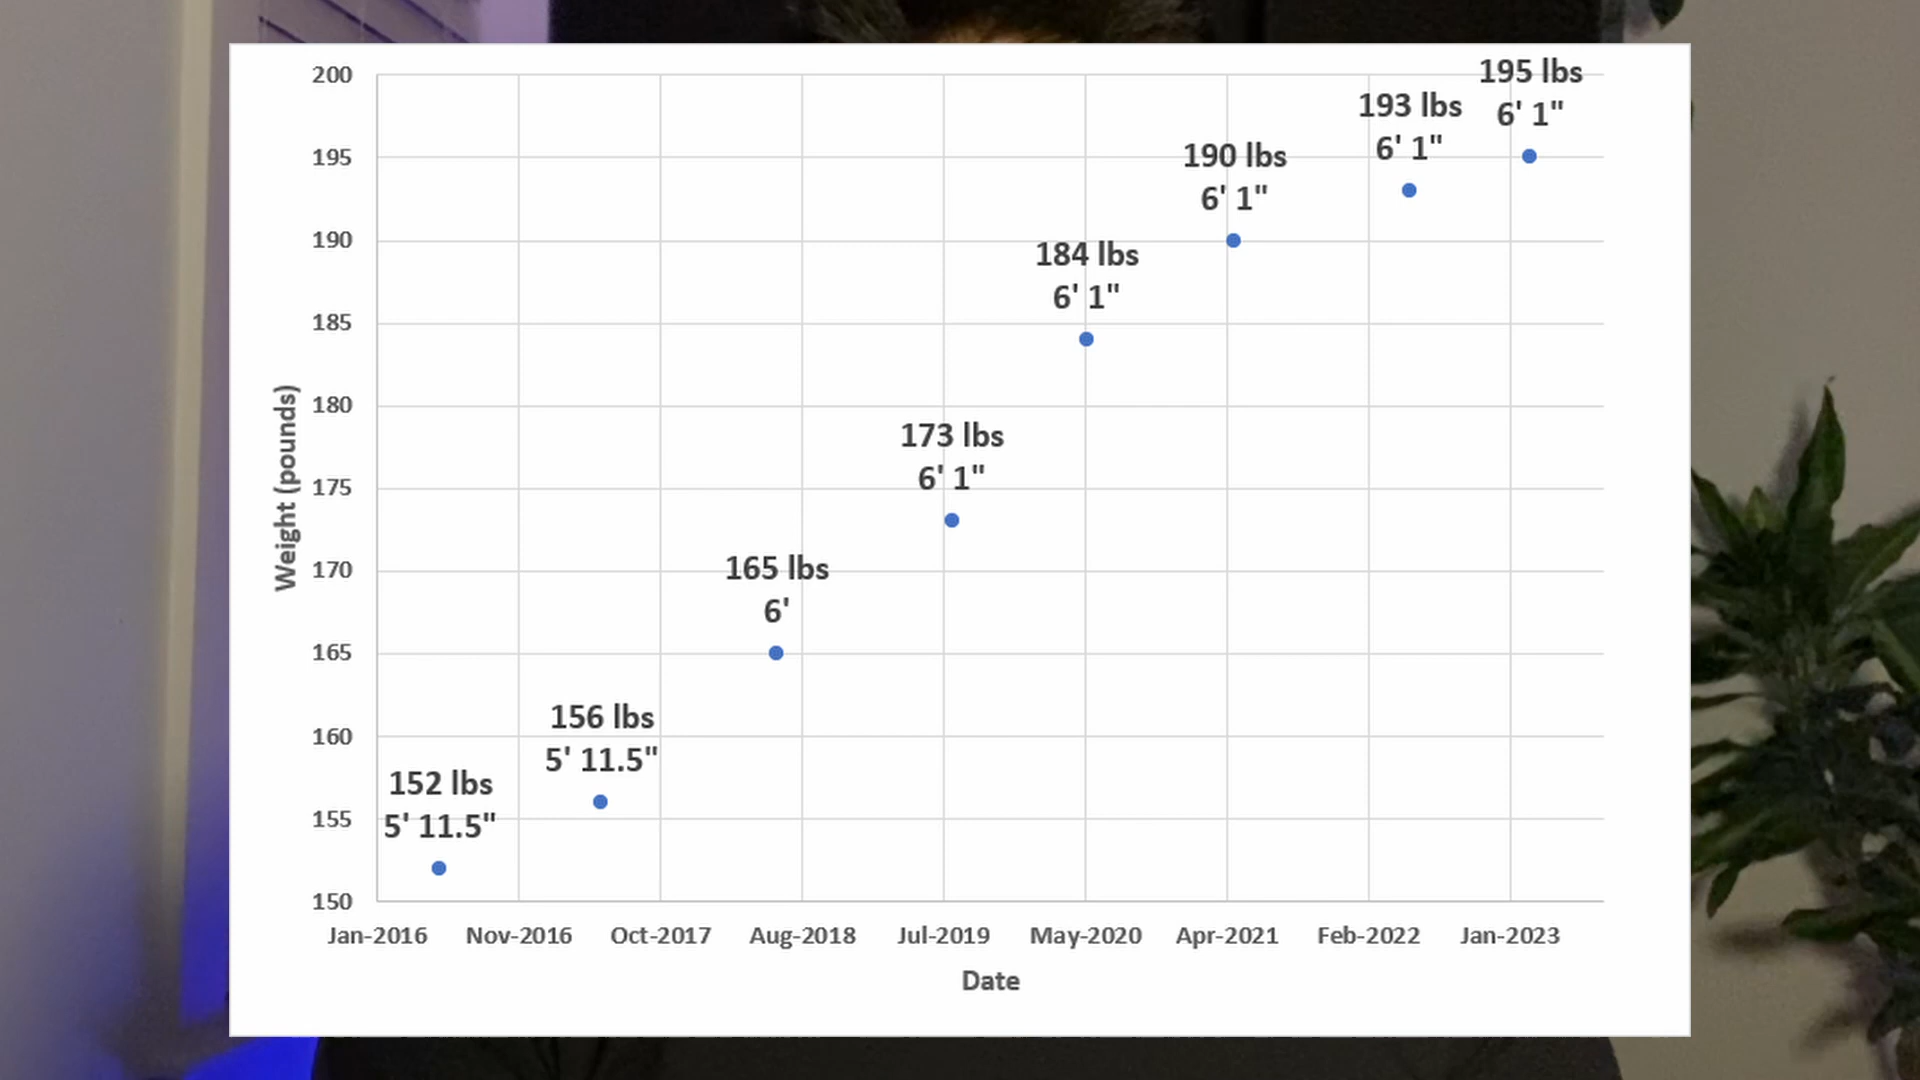 200
195
190
185
180
175
170
165
160
155
150
Weight (pounds)
152 lbs
5' 11.5"
156 lbs
5' 11.5"
165 lbs
6'
173 lbs
6' 1"
184 lbs
6' 1"
190 lbs
6' 1"
193 lbs
6' 1"
195 lbs
6' 1"
Jan-2016 Nov-2016 Oct-2017 Aug-2018 Jul-2019 May-2020 Apr-2021 Feb-2022 Jan-2023
Date